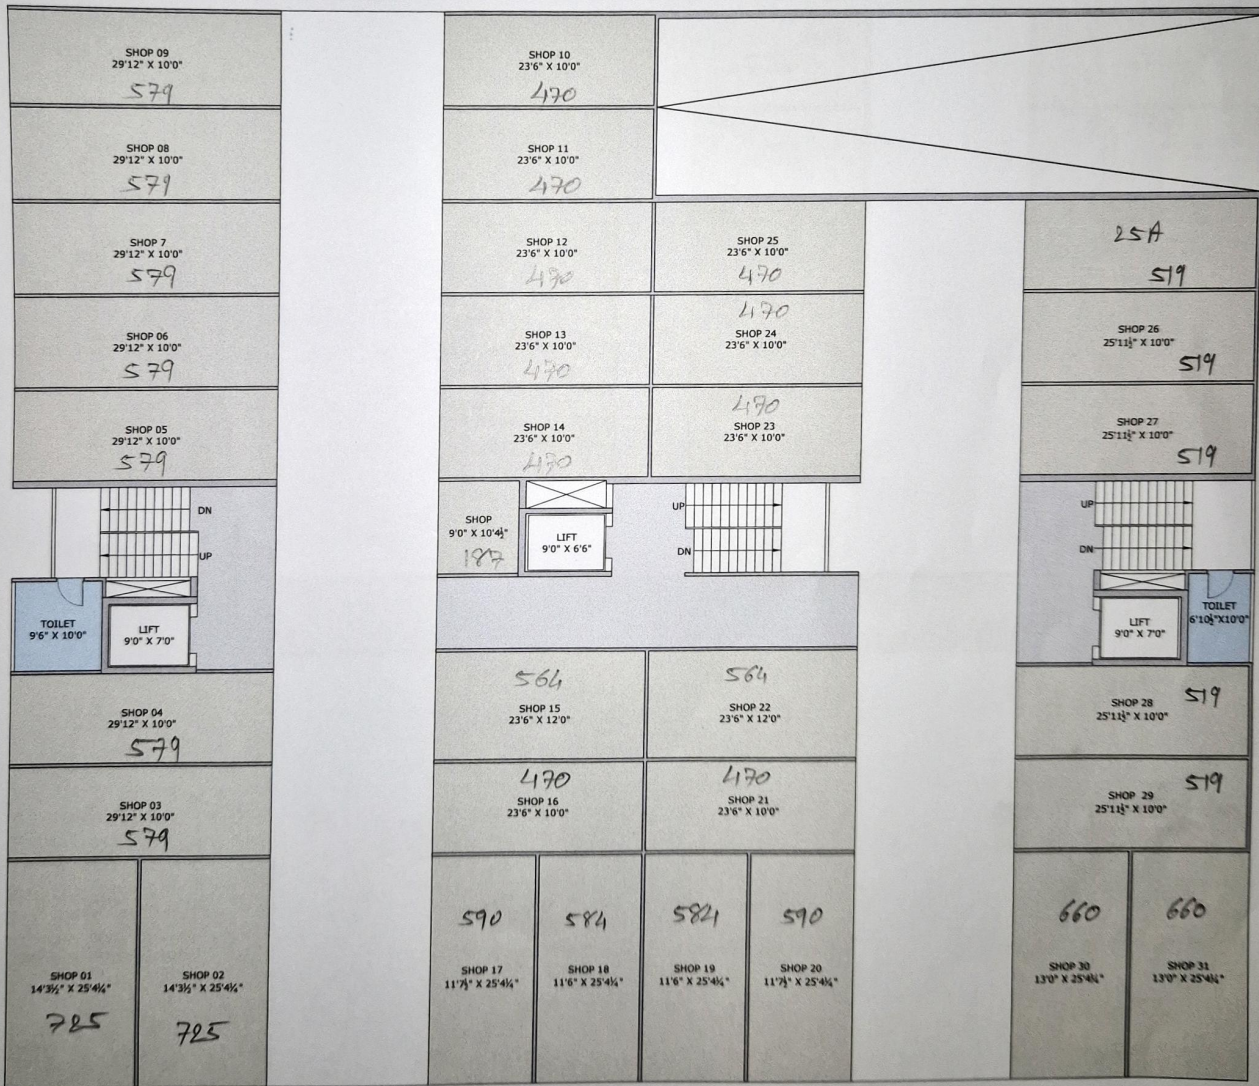 SHOP 09
29'12" X 10'0"
579
SHOP 08
29'12" X 10'0"
579
SHOP 7
29'12" X 10'0"
579
SHOP 06
29'12" X 10'0"
579
SHOP 05
29'12" X 10'0"
579
DN
UP
TOILET
9'6" X 10'0"
LIFT
9'0" X 7'0"
SHOP 04
29'12" X 10'0"
579
SHOP 03
29'12" X 10'0"
579
SHOP 01
14'3½" X 25'4¼"
725
SHOP 02
14'3½" X 25'4¼"
725
SHOP 10
23'6" X 10'0"
470
SHOP 11
23'6" X 10'0"
470
SHOP 12
23'6" X 10'0"
470
SHOP 25
23'6" X 10'0"
470
SHOP 13
23'6" X 10'0"
470
470
SHOP 24
23'6" X 10'0"
SHOP 14
23'6" X 10'0"
470
470
SHOP 23
23'6" X 10'0"
SHOP
9'0" X 10'4½"
187
LIFT
9'0" X 6'6"
UP
DN
564
SHOP 15
23'6" X 12'0"
564
SHOP 22
23'6" X 12'0"
470
SHOP 16
23'6" X 10'0"
470
SHOP 21
23'6" X 10'0"
590
SHOP 17
11'7½" X 25'4¼"
584
SHOP 18
11'6" X 25'4¼"
584
SHOP 19
11'6" X 25'4¼"
590
SHOP 20
11'7½" X 25'4¼"
25A
519
SHOP 26
25'11½" X 10'0"
519
SHOP 27
25'11½" X 10'0"
519
UP
DN
LIFT
9'0" X 7'0"
TOILET
6'10½"X10'0"
SHOP 28
25'11½" X 10'0"
519
SHOP 29
25'11½" X 10'0"
519
660
SHOP 30
13'0" X 25'4¼"
660
SHOP 31
13'0" X 25'4¼"